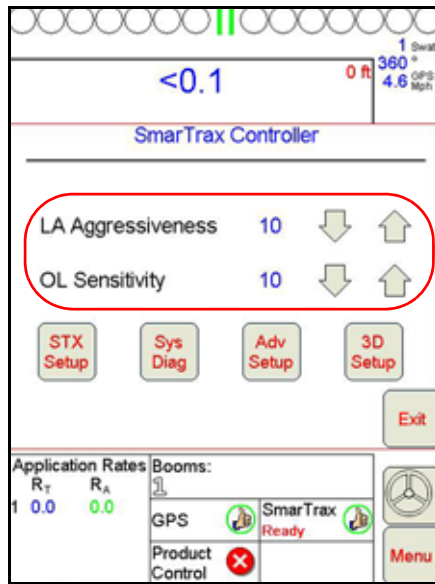 1 Swat
<0.1
0 ft
360 °
4.6 GPS Mph
SmarTrax Controller
LA Aggressiveness 10
OL Sensitivity 10
STX Setup
Sys Diag
Adv Setup
3D Setup
Exit
Application Rates
RT RA
1 0.0 0.0
Booms:
1
GPS
SmarTrax
Ready
Product Control
Menu